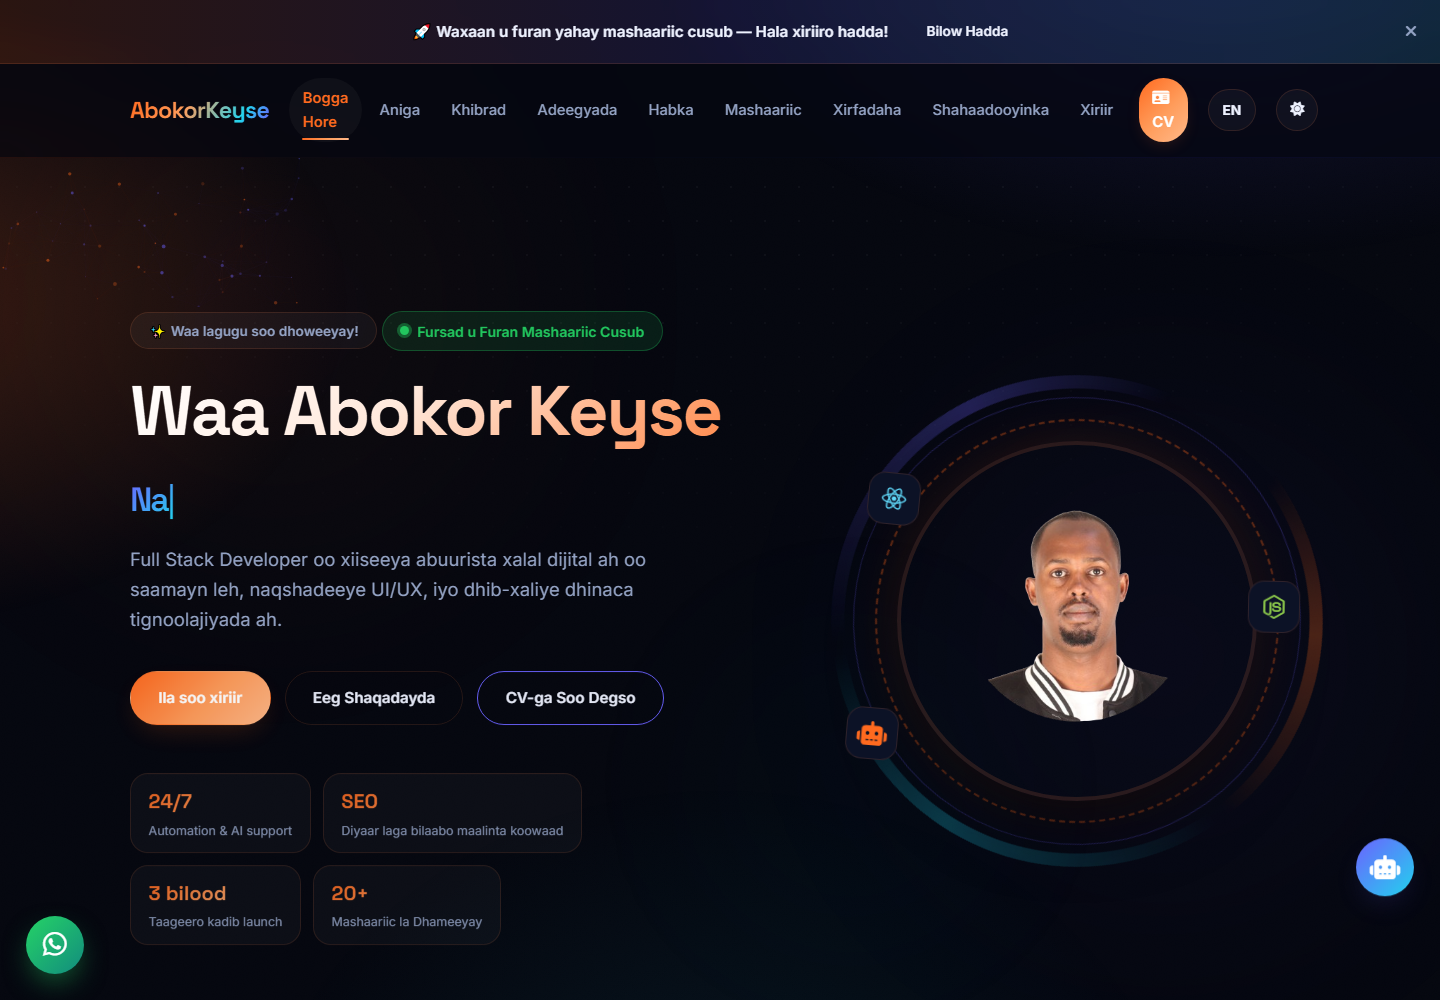 🚀 Waxaan u furan yahay mashaariic cusub — Hala xiriiro hadda!
Bilow Hadda
✕
AbokorKeyse
Bogga
Hore
Aniga
Khibrad
Adeegyada
Habka
Mashaariic
Xirfadaha
Shahaadooyinka
Xiriir
CV
EN
✨ Waa lagugu soo dhoweeyay!
Fursad u Furan Mashaariic Cusub
Waa Abokor Keyse
Na
Full Stack Developer oo xiiseeya abuurista xalal dijital ah oo
saamayn leh, naqshadeeye UI/UX, iyo dhib-xaliye dhinaca
tignoolajiyada ah.
Ila soo xiriir
Eeg Shaqadayda
CV-ga Soo Degso
24/7
Automation & AI support
SEO
Diyaar laga bilaabo maalinta koowaad
3 bilood
Taageero kadib launch
20+
Mashaariic la Dhameeyay
JS